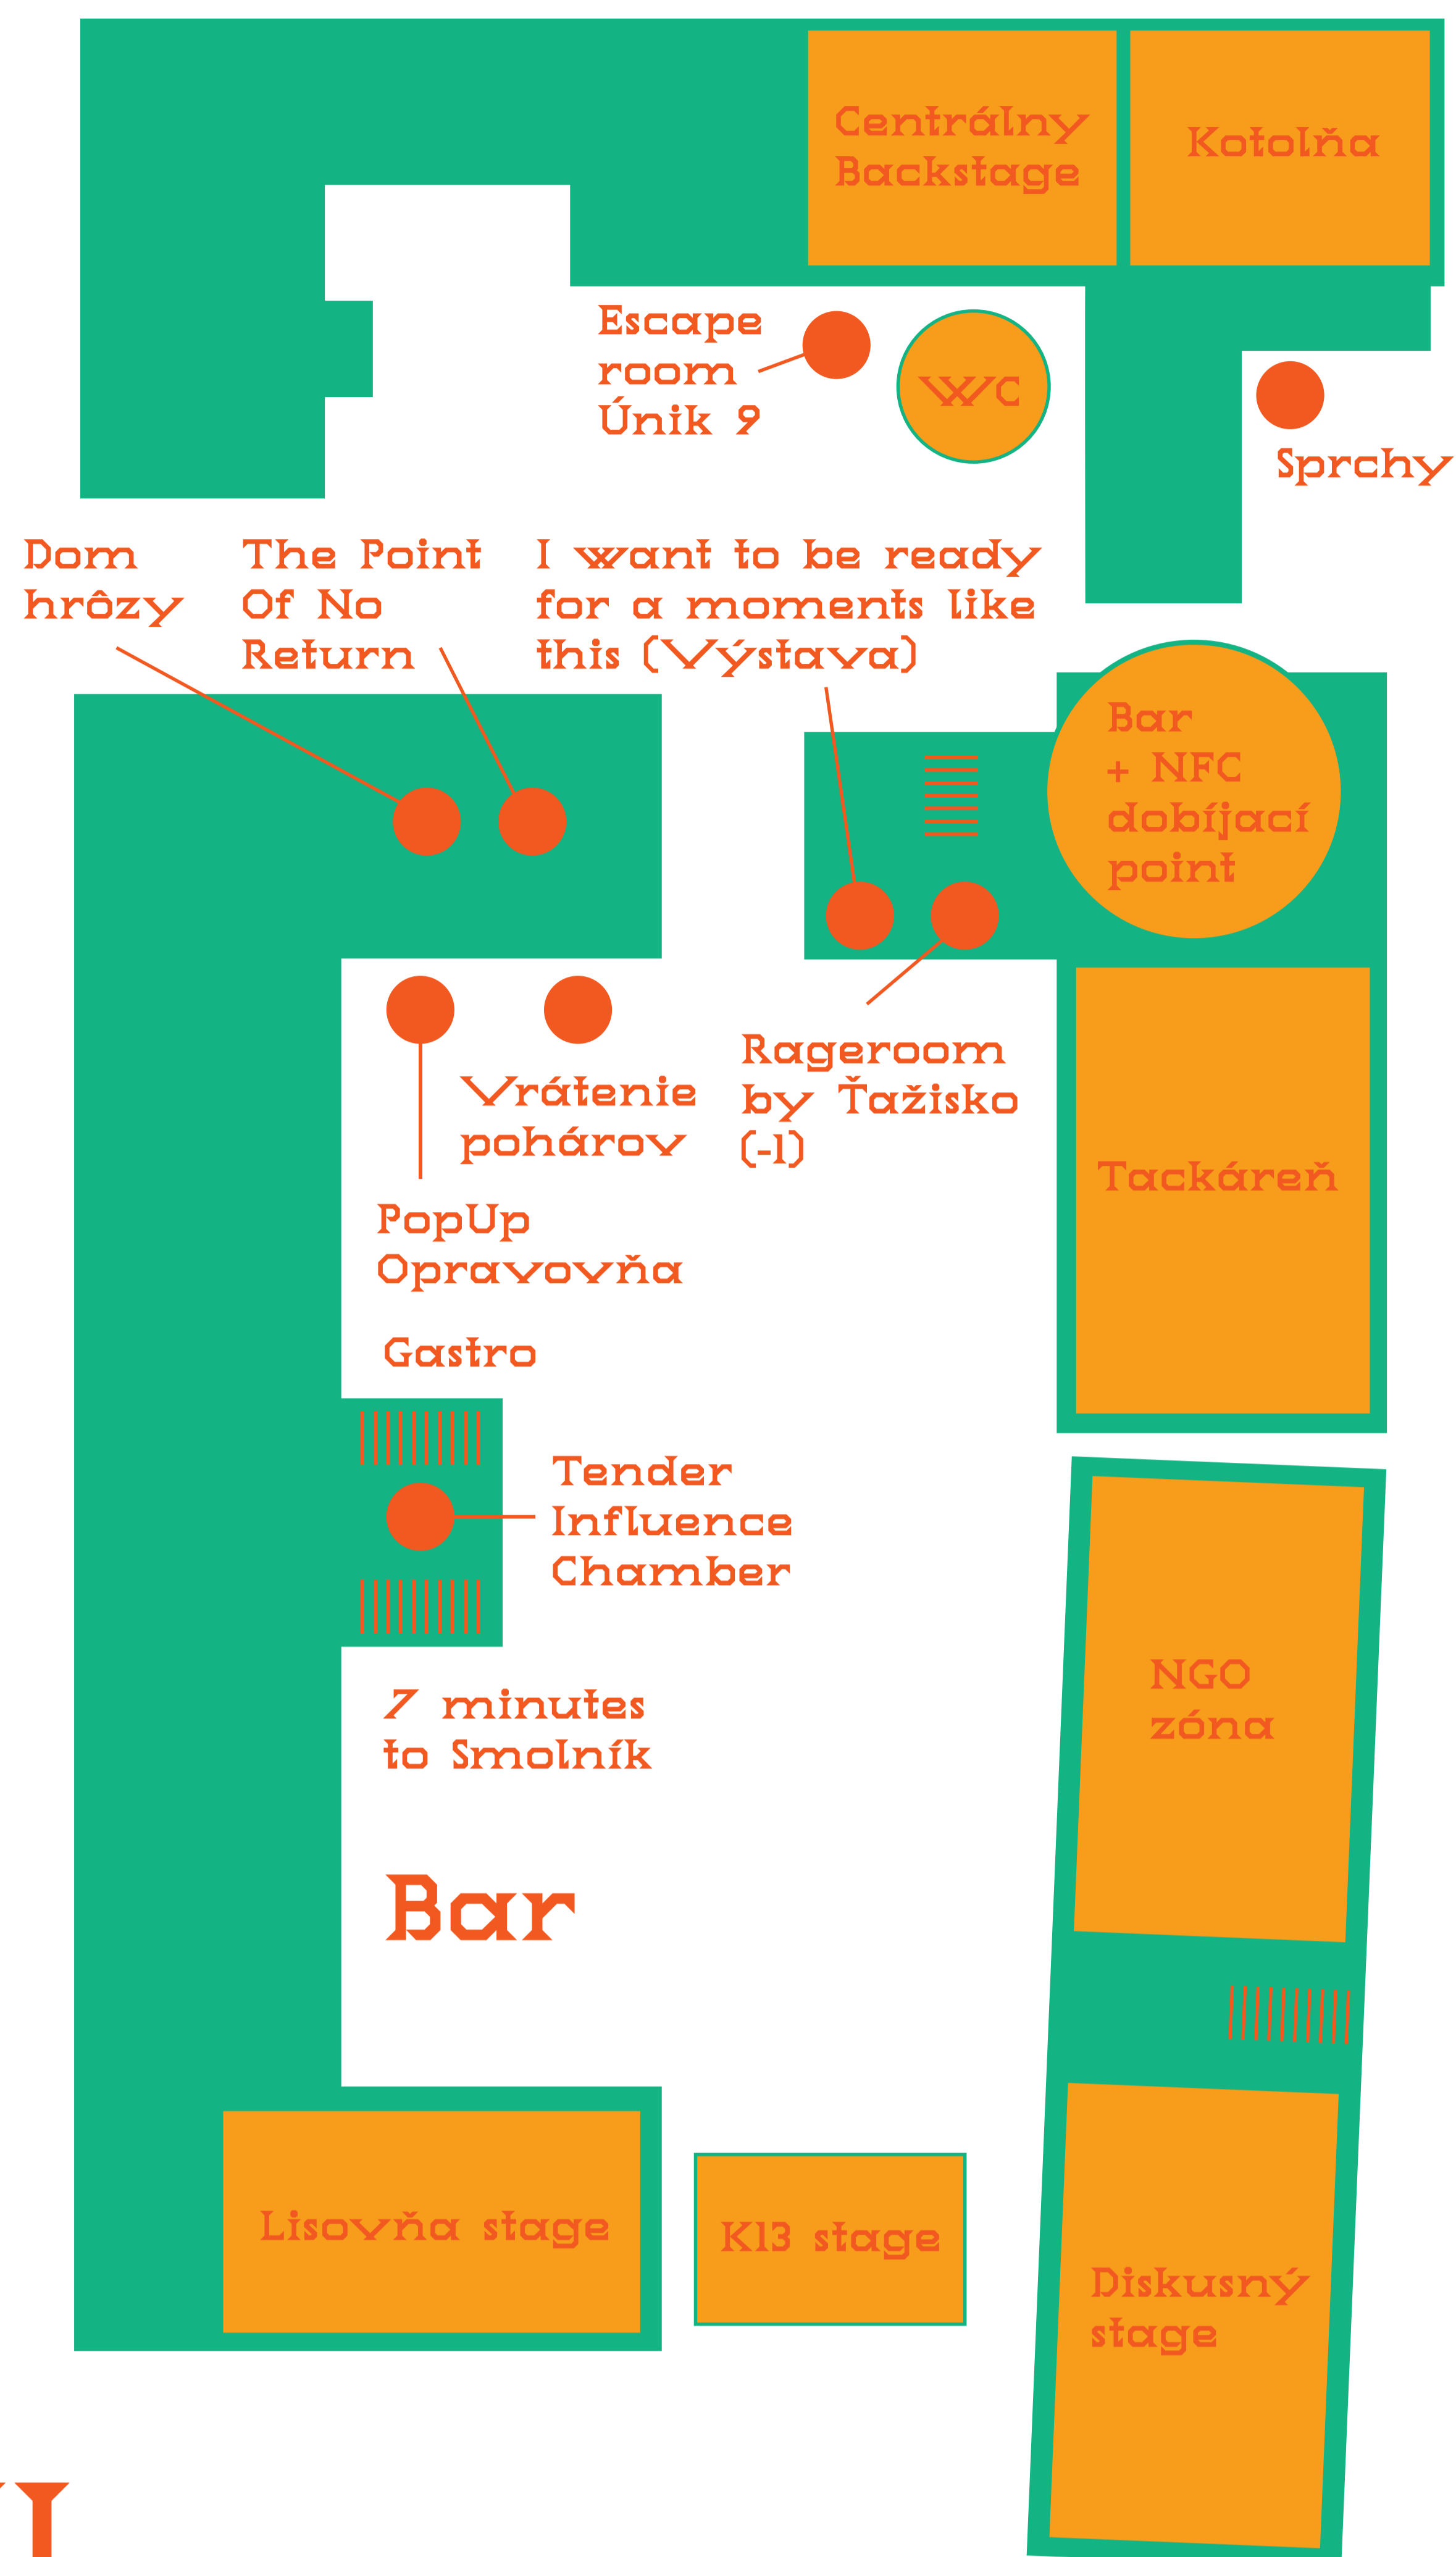 Centrálny
Backstage
Kotolňa
Escape
room
Únik 9
WC
Sprchy
Dom
hrôzy
The Point
Of No
Return
I want to be ready
for a moments like
this (Výstava)
Bar
+ NFC
dobíjací
point
Vrátenie
pohárov
Rageroom
by Ťažisko
(-1)
PopUp
Opravovňa
Tackáreň
Gastro
Tender
Influence
Chamber
NGO
zóna
7 minutes
to Smolník
Bar
Lisovňa stage
K13 stage
Diskusný
stage